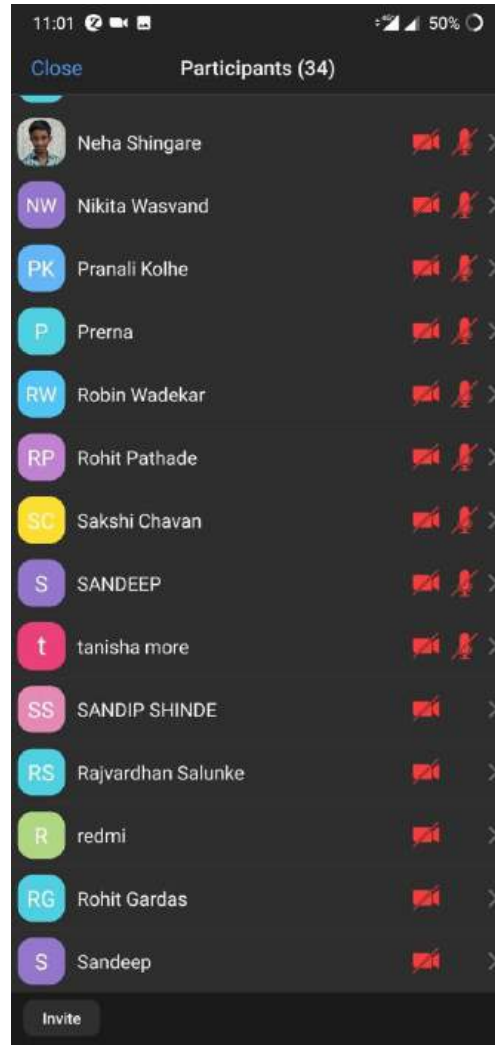 11:01 50%
Close Participants (34)
Neha Shingare
NW Nikita Wasvand
PK Pranali Kolhe
P Prerna
RW Robin Wadekar
RP Rohit Pathade
SC Sakshi Chavan
S SANDEEP
t tanisha more
SS SANDIP SHINDE
RS Rajvardhan Salunke
R redmi
RG Rohit Gardas
S Sandeep
Invite